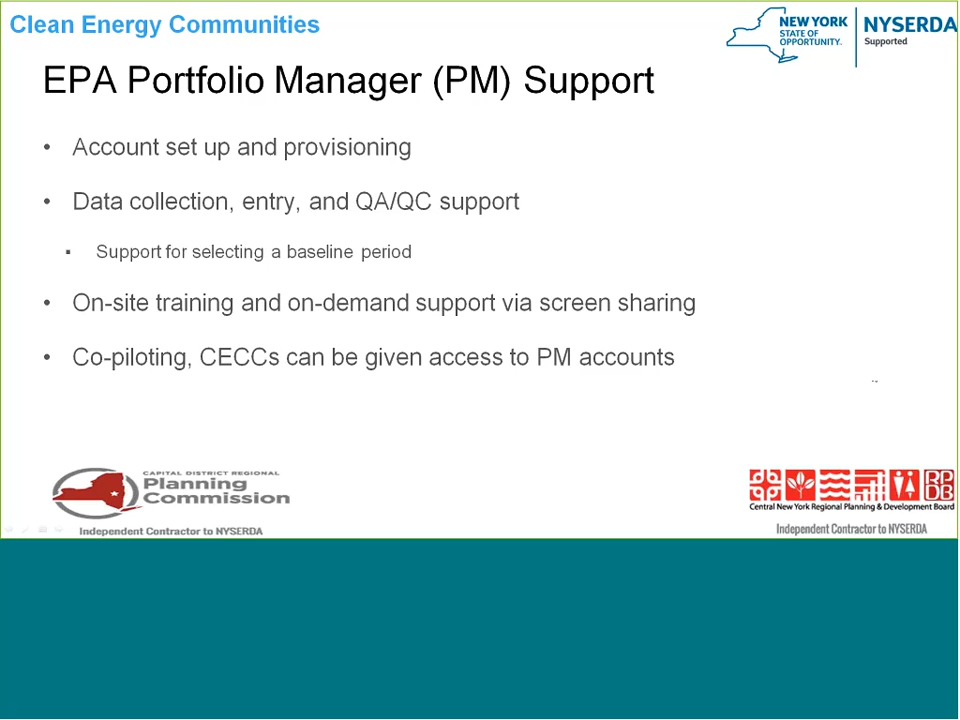 Clean Energy Communities
NEW YORK
STATE OF
OPPORTUNITY.
NYSERDA
Supported
EPA Portfolio Manager (PM) Support
• Account set up and provisioning
• Data collection, entry, and QA/QC support
▪ Support for selecting a baseline period
• On-site training and on-demand support via screen sharing
• Co-piloting, CECCs can be given access to PM accounts
CAPITAL DISTRICT REGIONAL
Planning
Commission
Independent Contractor to NYSERDA
RP
DB
Central New York Regional Planning & Development Board
Independent Contractor to NYSERDA